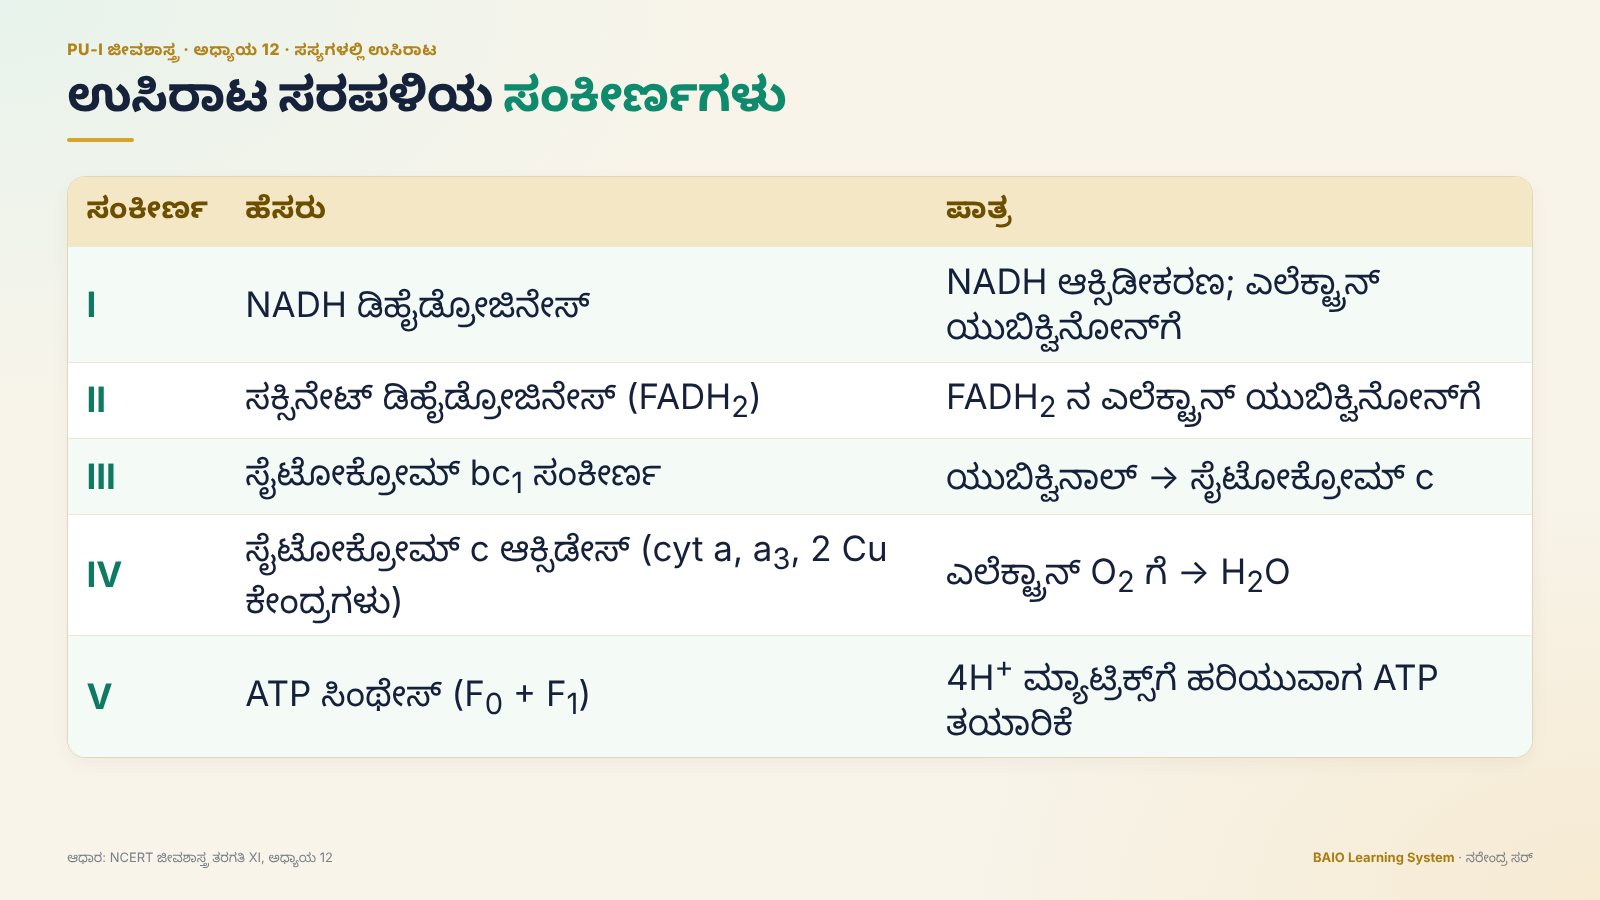 PU-I ಜೀವಶಾಸ್ತ್ರ · ಅಧ್ಯಾಯ 12 · ಸಸ್ಯಗಳಲ್ಲಿ ಉಸಿರಾಟ
ಉಸಿರಾಟ ಸರಪಳಿಯ ಸಂಕೀರ್ಣಗಳು
ಸಂಕೀರ್ಣ ಹೆಸರು ಪಾತ್ರ
I NADH ಡಿಹೈಡ್ರೋಜಿನೇಸ್ NADH ಆಕ್ಸಿಡೀಕರಣ; ಎಲೆಕ್ಟ್ರಾನ್
ಯುಬಿಕ್ವಿನೋನ್‌ಗೆ
II ಸಕ್ಸಿನೇಟ್ ಡಿಹೈಡ್ರೋಜಿನೇಸ್ (FADH₂) FADH₂ ನ ಎಲೆಕ್ಟ್ರಾನ್ ಯುಬಿಕ್ವಿನೋನ್‌ಗೆ
III ಸೈಟೋಕ್ರೋಮ್ bc₁ ಸಂಕೀರ್ಣ ಯುಬಿಕ್ವಿನಾಲ್ → ಸೈಟೋಕ್ರೋಮ್ c
IV ಸೈಟೋಕ್ರೋಮ್ c ಆಕ್ಸಿಡೇಸ್ (cyt a, a₃, 2 Cu
ಕೇಂದ್ರಗಳು) ಎಲೆಕ್ಟ್ರಾನ್ O₂ ಗೆ → H₂O
V ATP ಸಿಂಥೇಸ್ (F₀ + F₁) 4H⁺ ಮ್ಯಾಟ್ರಿಕ್ಸ್‌ಗೆ ಹರಿಯುವಾಗ ATP
ತಯಾರಿಕೆ
ಆಧಾರ: NCERT ಜೀವಶಾಸ್ತ್ರ ತರಗತಿ XI, ಅಧ್ಯಾಯ 12
BAIO Learning System · ನರೇಂದ್ರ ಸರ್